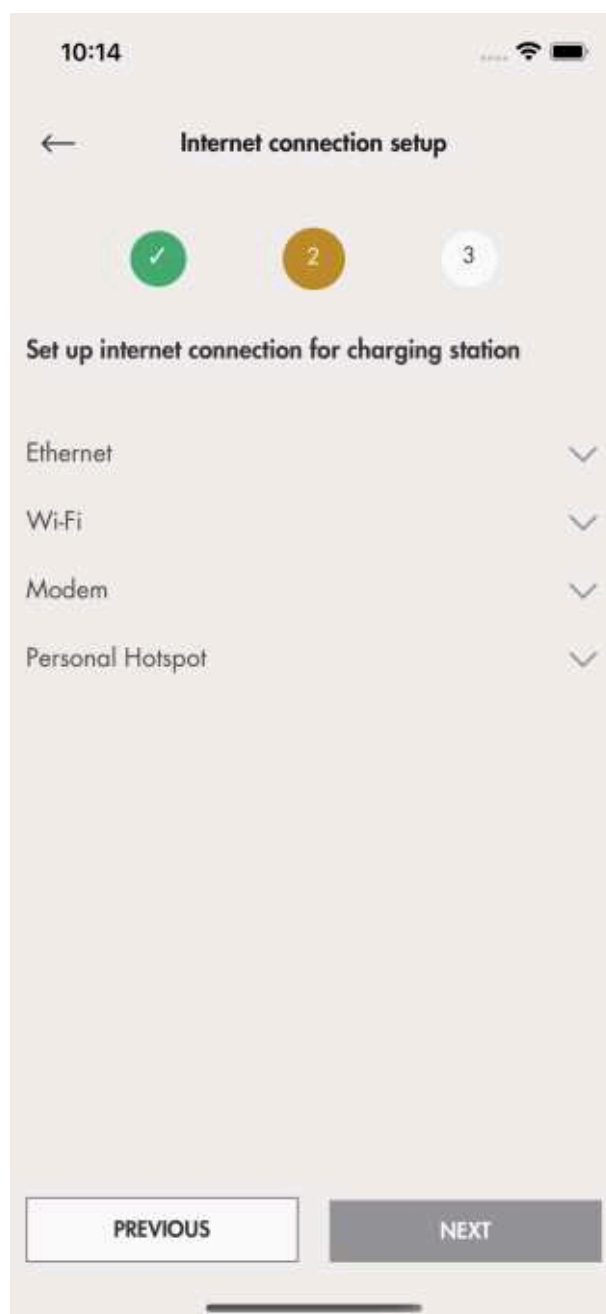 10:14
Internet connection setup
2
3
Set up internet connection for charging station
Ethernet
Wi-Fi
Modem
Personal Hotspot
PREVIOUS
NEXT